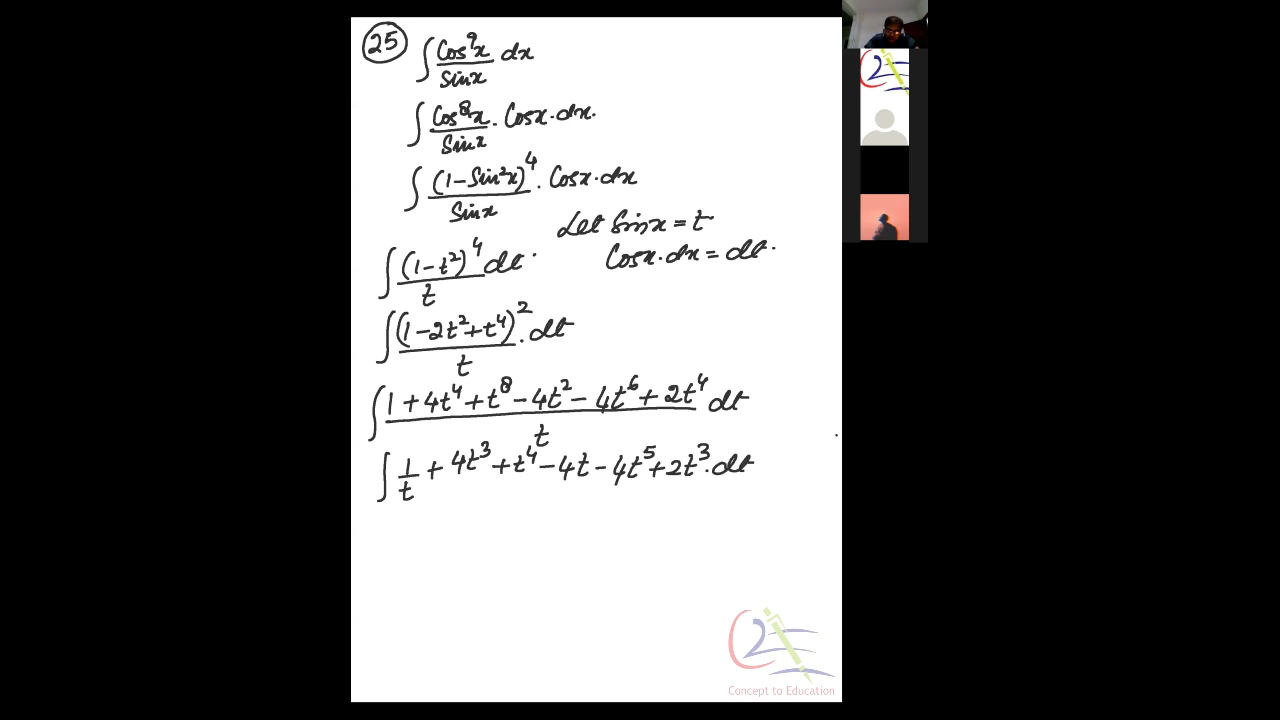 25 ∫ Cos⁹x/Sinx dx
∫ Cos⁸x/Sinx . Cosx.dx.
∫ (1-Sin²x)⁴/Sinx . Cosx.dx
Let Sinx = t.
∫ (1-t²)⁴/t dt . Cosx.dx = dt.
∫ (1-2t²+t⁴)²/t . dt
∫ 1+4t⁴+t⁸-4t²-4t⁶+2t⁴/t dt
∫ 1/t + 4t³+t⁴-4t-4t⁵+2t³.dt
Concept to Education